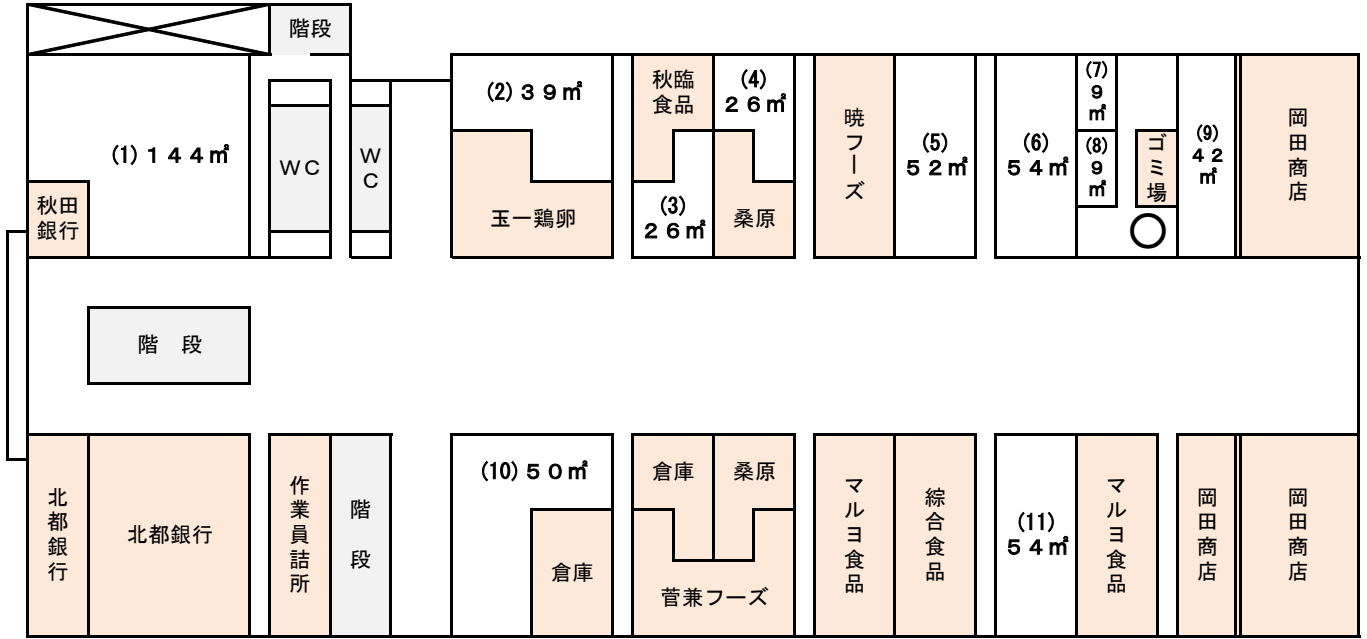 階段
(1)１４４㎡
秋田
銀行
ＷＣ
Ｗ
Ｃ
(2)３９㎡
玉一鶏卵
秋臨
食品
(3)
２６㎡
(4)
２６㎡
桑原
暁フーズ
(5)
５２㎡
(6)
５４㎡
(7)
９
㎡
(8)
９
㎡
ゴミ場
(9)
４２
㎡
岡田商店
階　段
北都銀行
北都銀行
作業員詰所
階　段
(10)５０㎡
倉庫
倉庫
桑原
菅兼フーズ
マルヨ食品
綜合食品
(11)
５４㎡
マルヨ食品
岡田商店
岡田商店